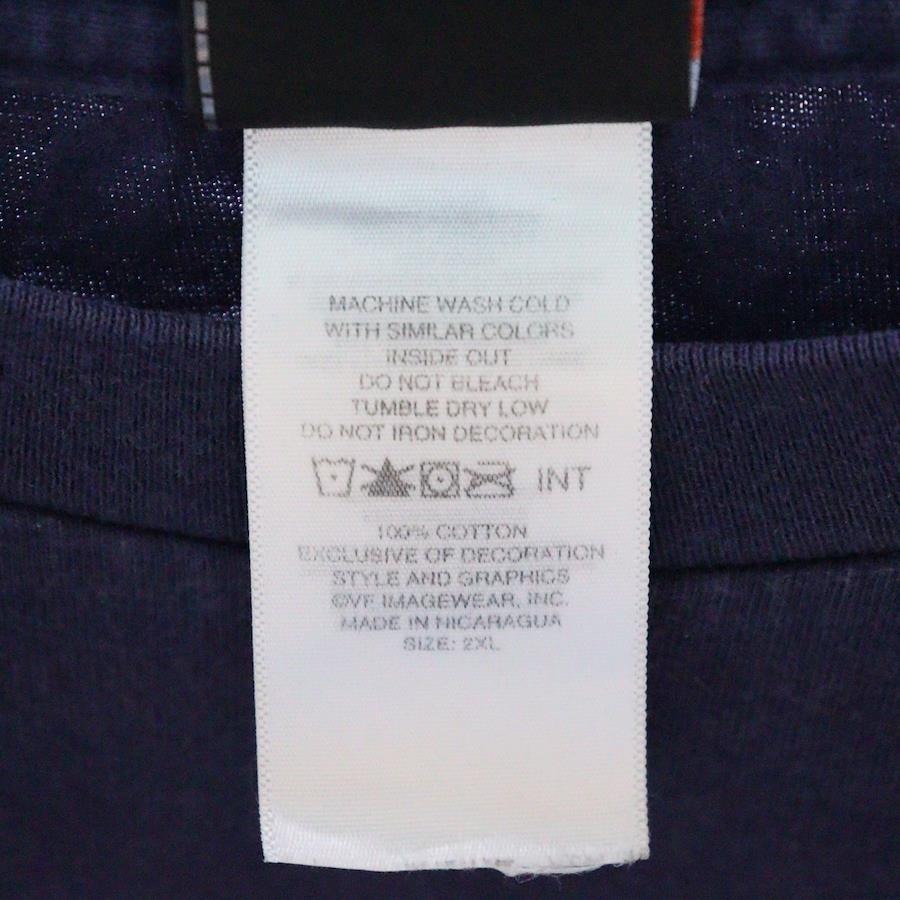 MACHINE WASH COLD
WITH SIMILAR COLORS
INSIDE OUT
DO NOT BLEACH
TUMBLE DRY LOW
DO NOT IRON DECORATION
INT
100% COTTON
EXCLUSIVE OF DECORATION
STYLE AND GRAPHICS
©VF IMAGEWEAR, INC.
MADE IN NICARAGUA
SIZE: 2XL